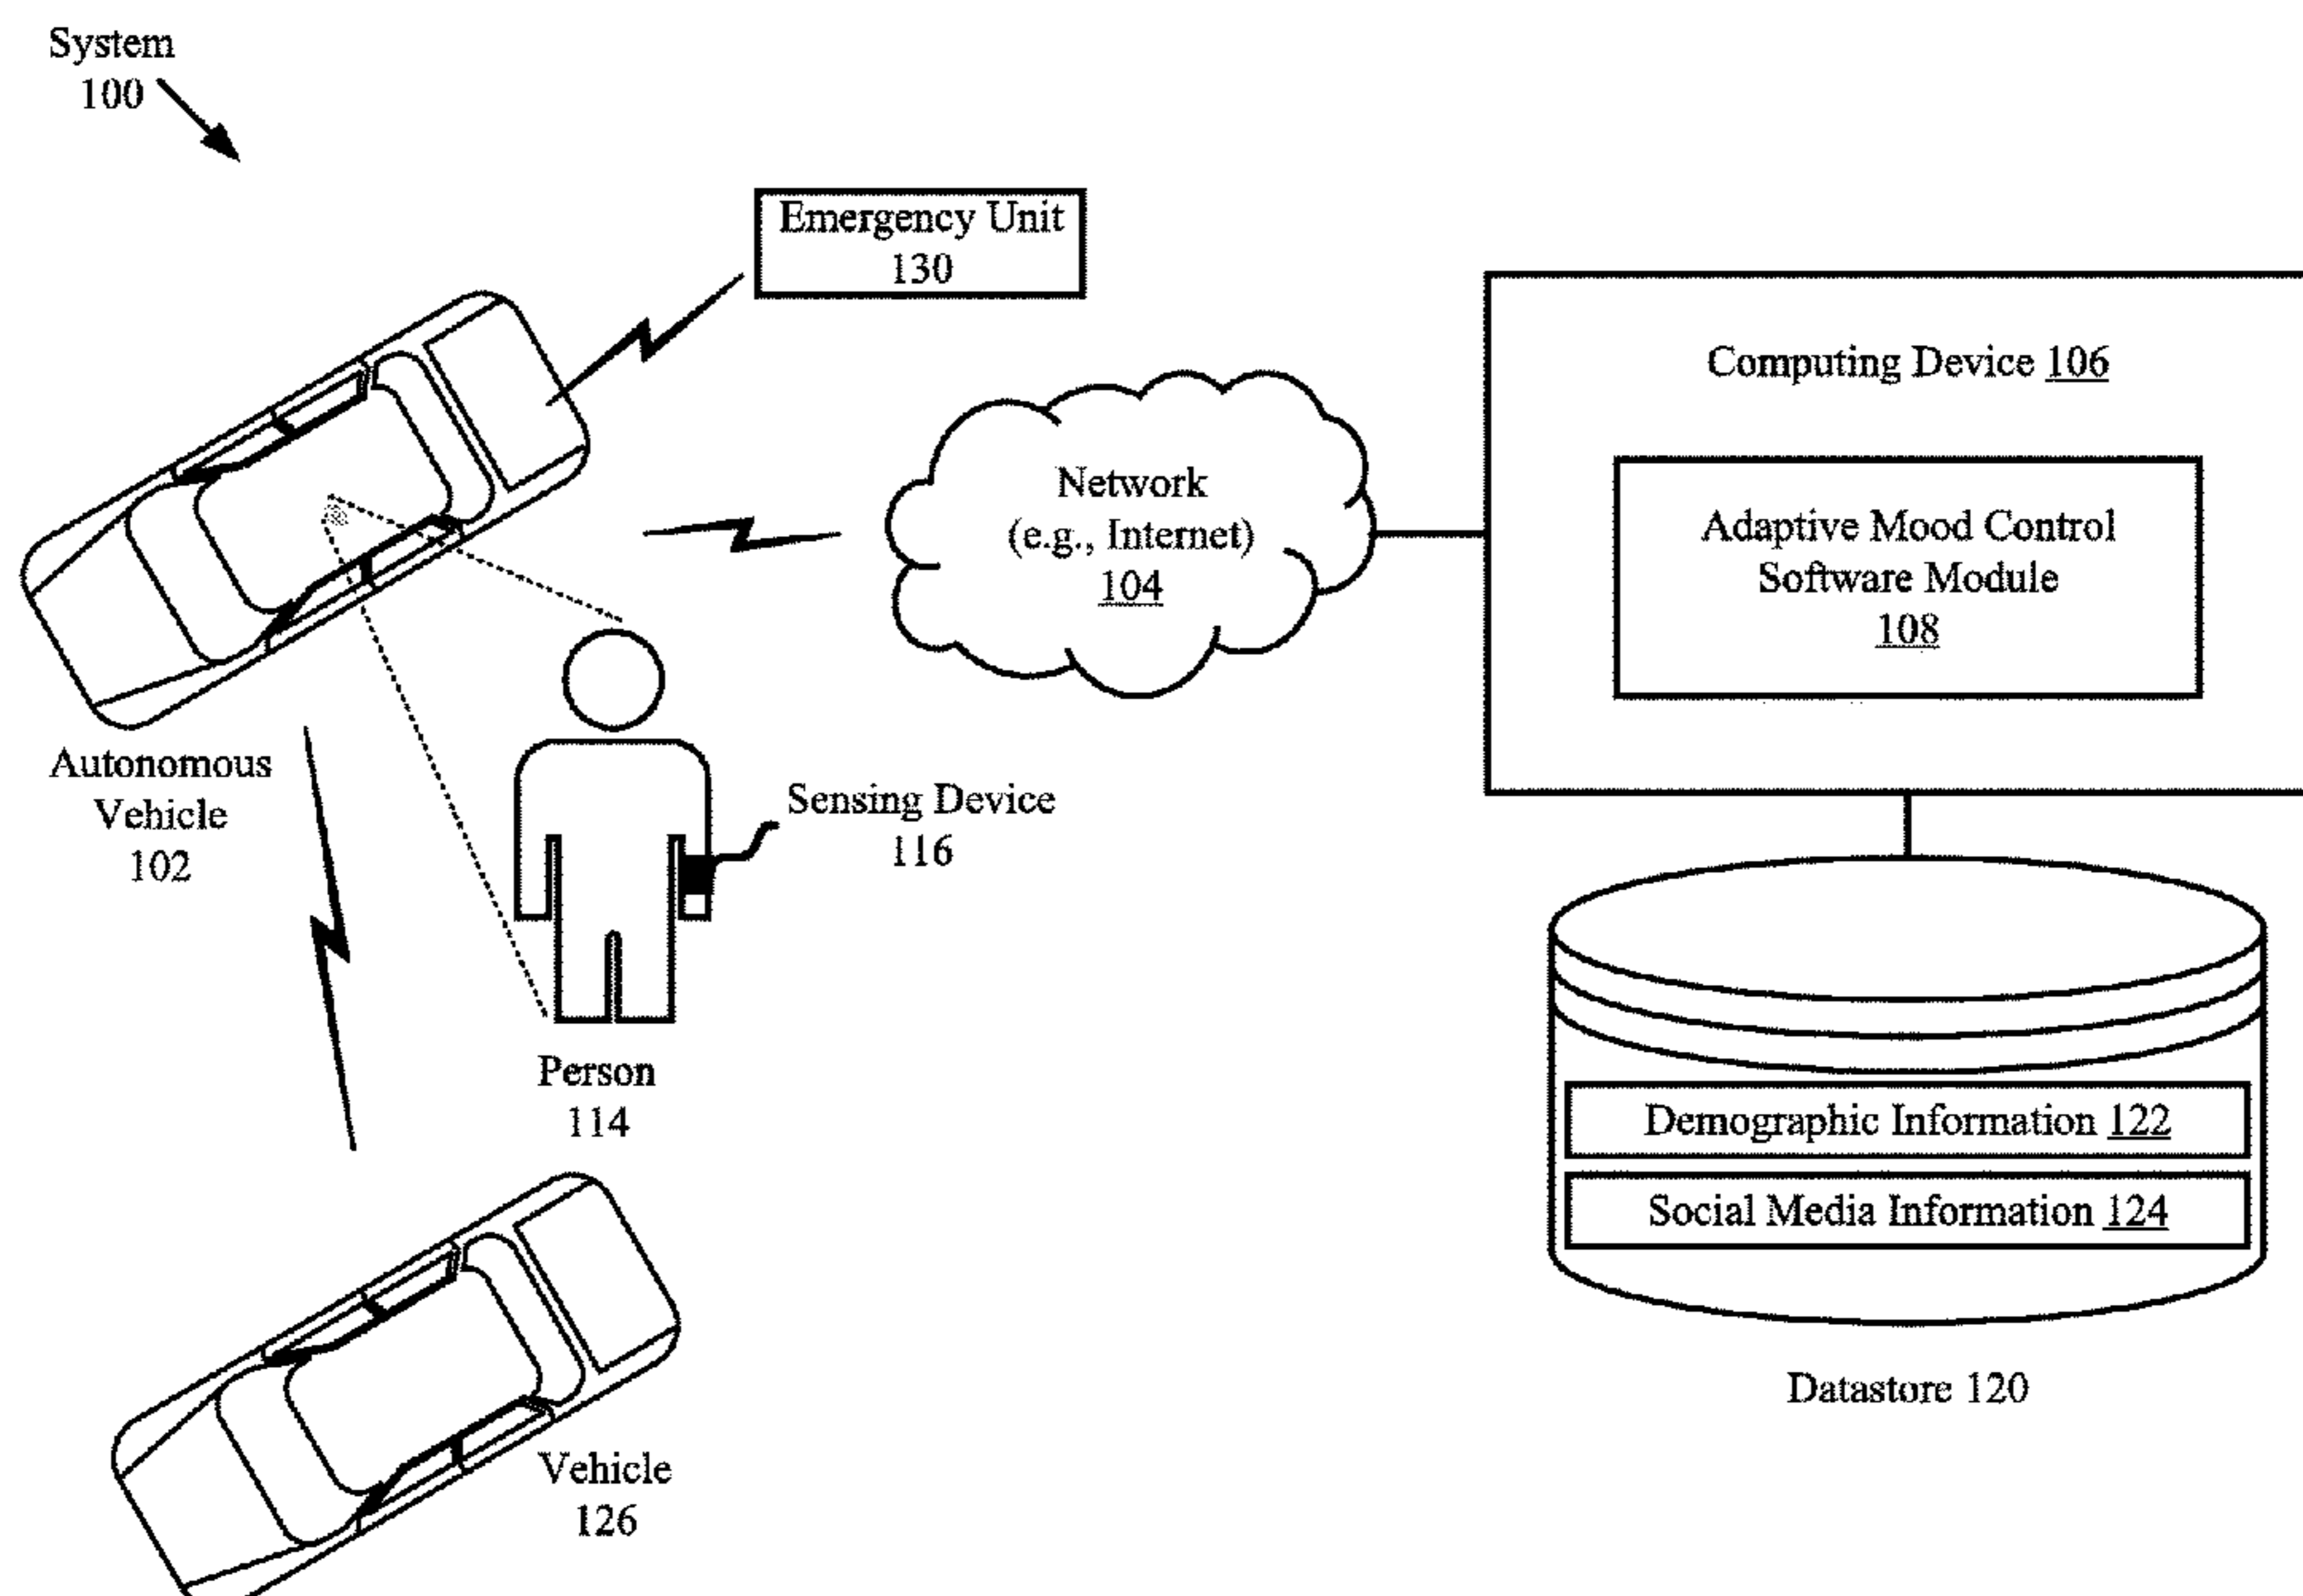 System
100
Emergency Unit
130
Computing Device 106
Network
(e.g., Internet)
104
Adaptive Mood Control
Software Module
108
Autonomous
Vehicle
102
Sensing Device
116
Person
114
Demographic Information 122
Social Media Information 124
Datastore 120
Vehicle
126